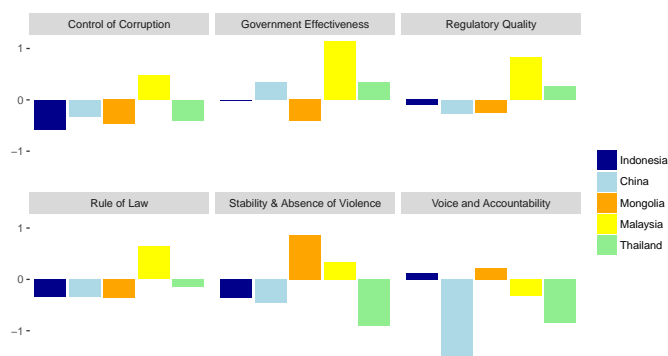 Control of Corruption
Government Effectiveness
Regulatory Quality
1
0
−1
Rule of Law
Stability & Absence of Violence
Voice and Accountability
1
0
−1
Indonesia
China
Mongolia
Malaysia
Thailand